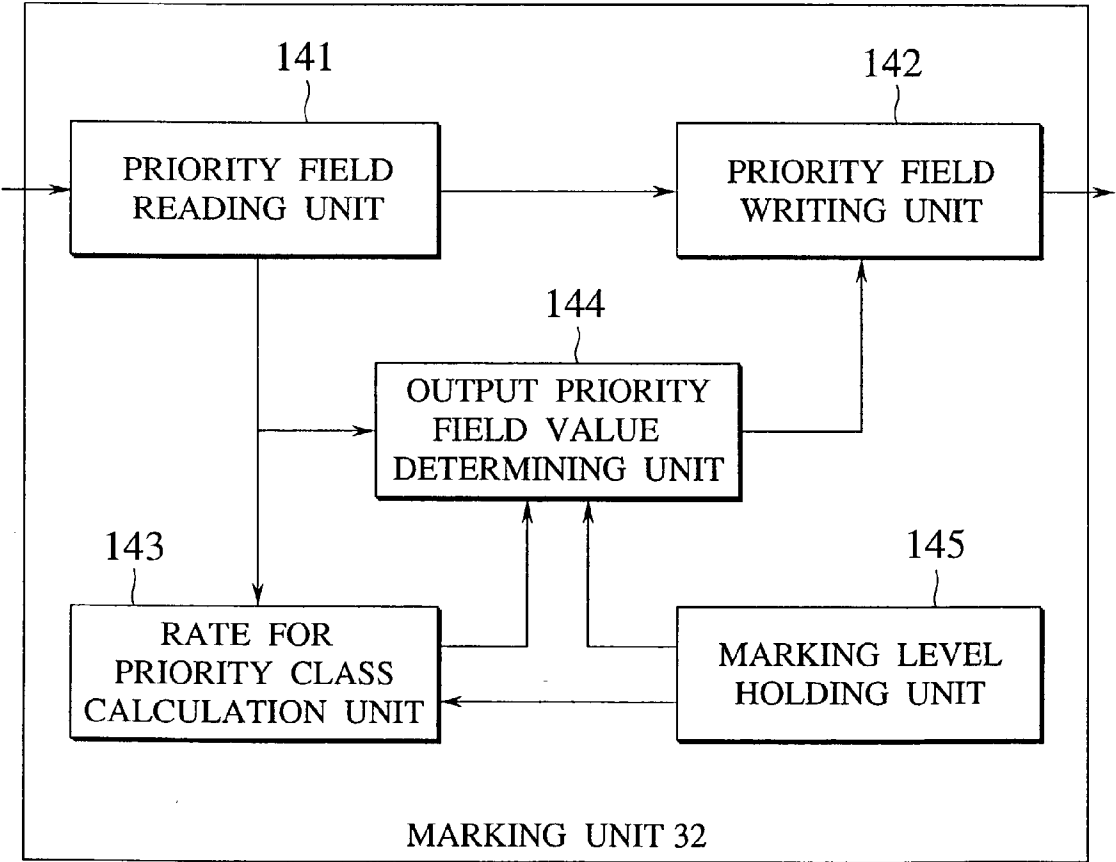 141
142
PRIORITY FIELD
READING UNIT
PRIORITY FIELD
WRITING UNIT
144
OUTPUT PRIORITY
FIELD VALUE
DETERMINING UNIT
143
145
RATE FOR
PRIORITY CLASS
CALCULATION UNIT
MARKING LEVEL
HOLDING UNIT
MARKING UNIT 32